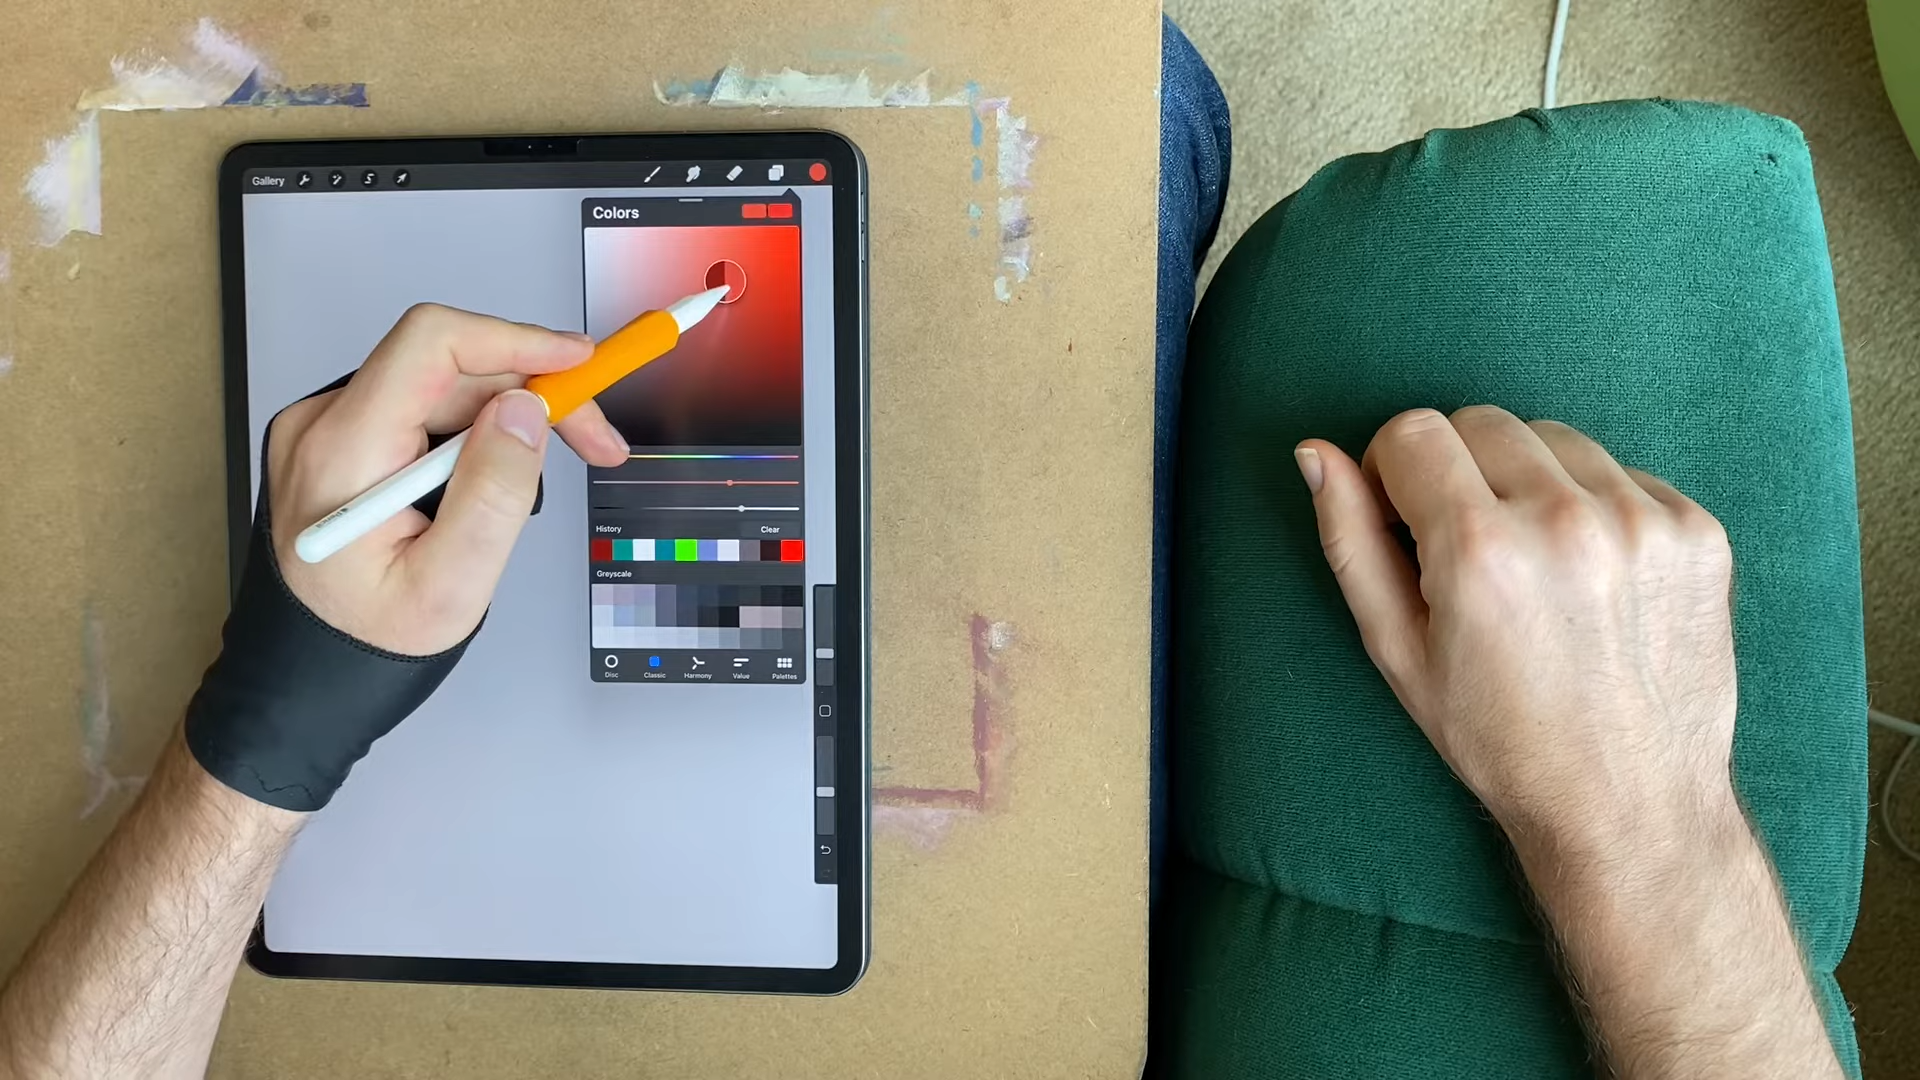 Gallery
Colors
History
Clear
Greyscale
Disc
Classic
Harmony
Value
Palettes